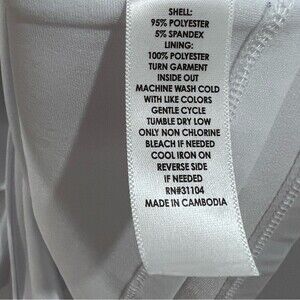 SHELL:
95% POLYESTER
5% SPANDEX
LINING:
100% POLYESTER
TURN GARMENT
INSIDE OUT
MACHINE WASH COLD
WITH LIKE COLORS
GENTLE CYCLE
TUMBLE DRY LOW
ONLY NON CHLORINE
BLEACH IF NEEDED
COOL IRON ON
REVERSE SIDE
IF NEEDED
RN#31104
MADE IN CAMBODIA